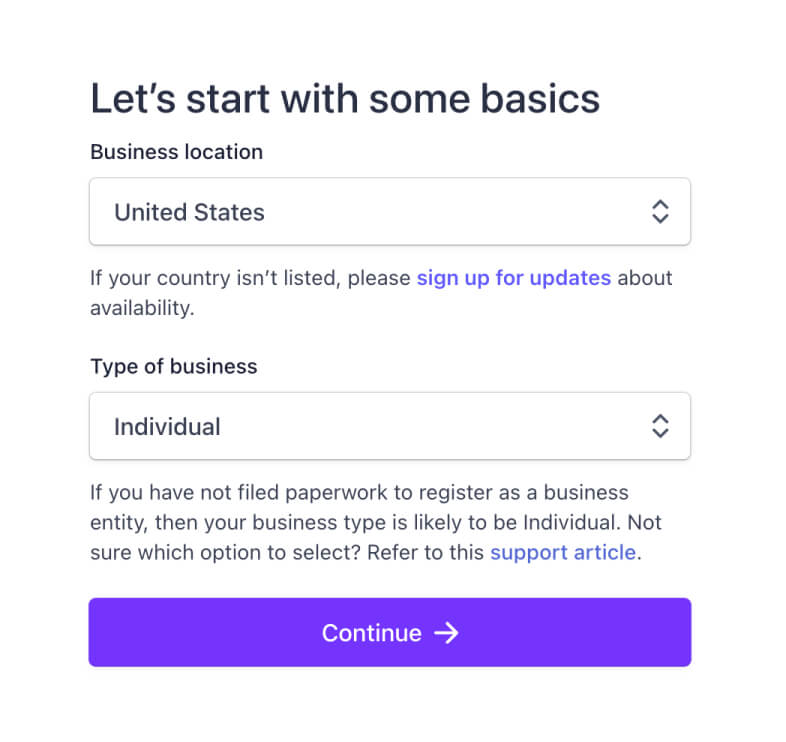 Let’s start with some basics
Business location
United States
If your country isn’t listed, please sign up for updates about
availability.
Type of business
Individual
If you have not filed paperwork to register as a business
entity, then your business type is likely to be Individual. Not
sure which option to select? Refer to this support article.
Continue →